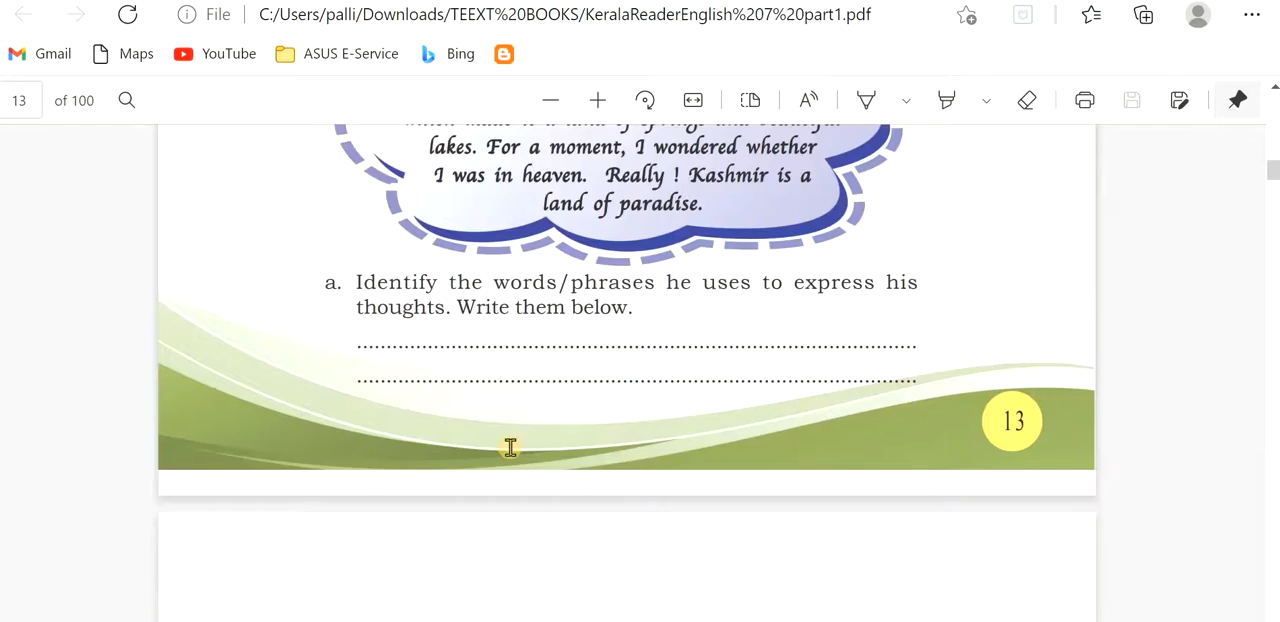 File C:/Users/palli/Downloads/TEEXT%20BOOKS/KeralaReaderEnglish%207%20part1.pdf
Gmail Maps YouTube ASUS E-Service Bing
13 of 100
lakes. For a moment, I wondered whether
I was in heaven. Really ! Kashmir is a
land of paradise.
a. Identify the words/phrases he uses to express his
thoughts. Write them below.
13